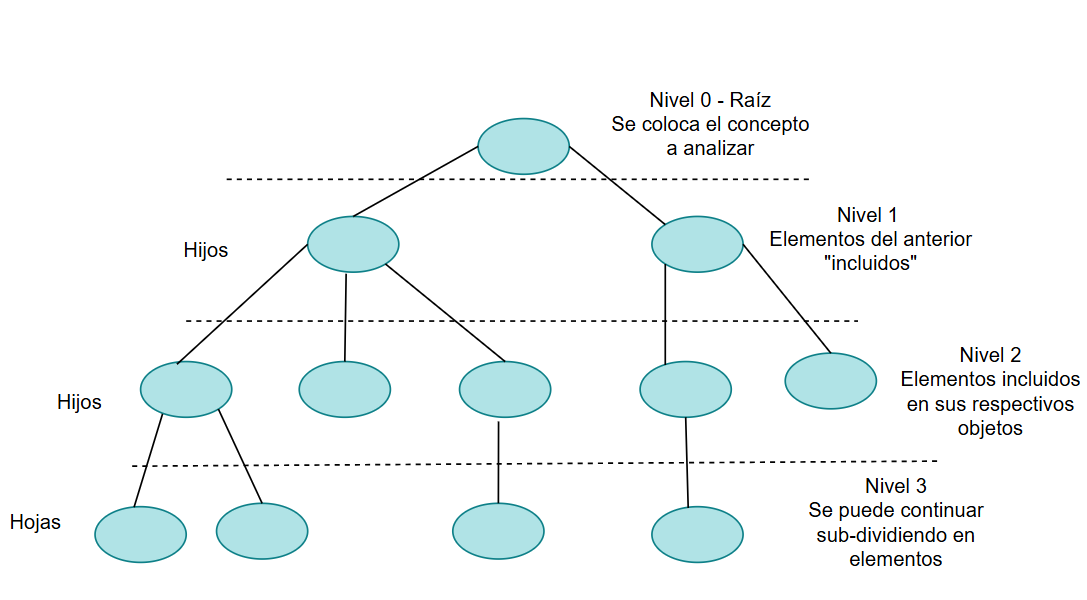 Nivel 0 - Raíz
Se coloca el concepto
a analizar
Hijos
Nivel 1
Elementos del anterior
"incluidos"
Hijos
Nivel 2
Elementos incluidos
en sus respectivos
objetos
Hojas
Nivel 3
Se puede continuar
sub-dividiendo en
elementos